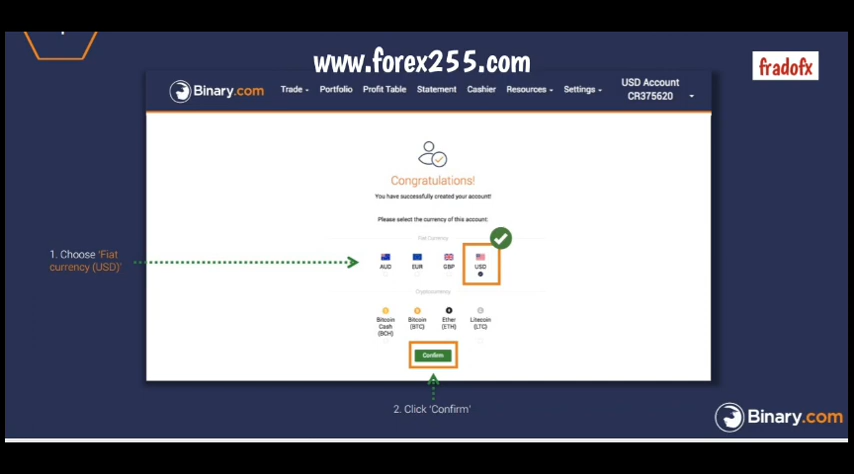 www.forex255.com
fradofx
Binary.com
Trade
Portfolio
Profit Table
Statement
Cashier
Resources
Settings
USD Account
CR375620
Congratulations!
You have successfully created your account!
Please select the currency of this account:
Fiat Currency
AUD
EUR
GBP
USD
1. Choose 'Fiat
currency (USD)'
Cryptocurrency
Bitcoin
Cash
(BCH)
Bitcoin
(BTC)
Ether
(ETH)
Litecoin
(LTC)
Confirm
2. Click 'Confirm'
Binary.com